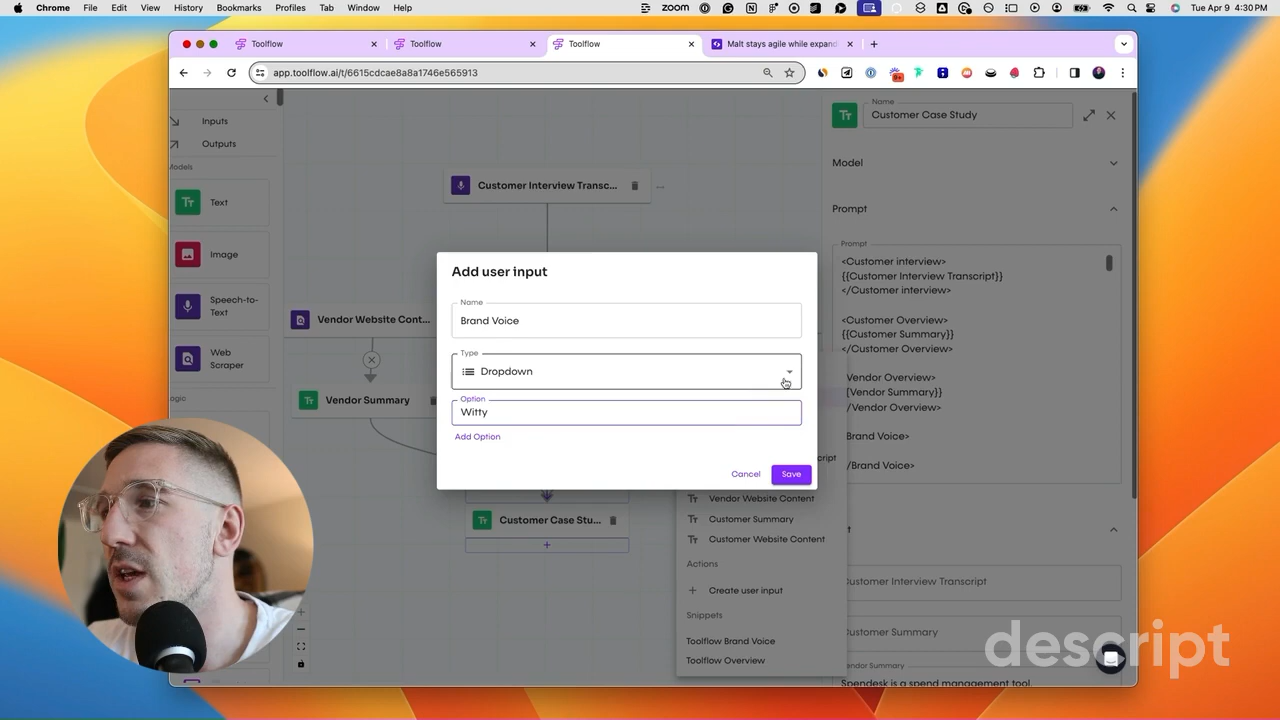 Chrome File Edit View History Bookmarks Profiles Tab Window Help
zoom
Tue Apr 9 4:30 PM
Toolflow
Toolflow
Toolflow
Malt stays agile while expand
app.toolflow.ai/t/6615cdcae8a8a1746e565913
Inputs
Outputs
Models
Text
Image
Speech-to-
Text
Web
Scraper
Logic
Customer Interview Transc...
Vendor Website Cont...
Vendor Summary
Customer Case Stu...
Add user input
Name
Brand Voice
Type
Dropdown
Option
Witty
Add Option
Cancel
Save
Vendor Website Content
Customer Summary
Customer Website Content
Actions
Create user input
Snippets
Toolflow Brand Voice
Toolflow Overview
Name
Customer Case Study
Model
Prompt
Prompt
<Customer interview>
{{Customer Interview Transcript}}
</Customer interview>
<Customer Overview>
{{Customer Summary}}
</Customer Overview>
Vendor Overview>
{Vendor Summary}}
/Vendor Overview>
Brand Voice>
/Brand Voice>
Customer Interview Transcript
Customer Summary
Vendor Summary
Spendesk is a spend management tool.
descript